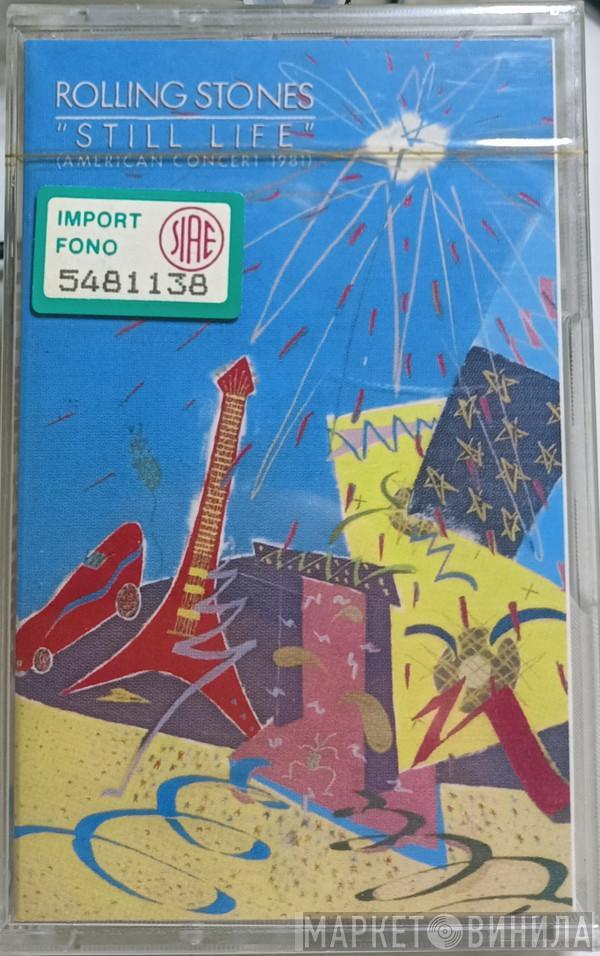 ROLLING STONES
"STILL LIFE"
(AMERICAN CONCERT 1981)
IMPORT
FONO
SIAE
5481138
МАРКЕТ ВИНИЛА